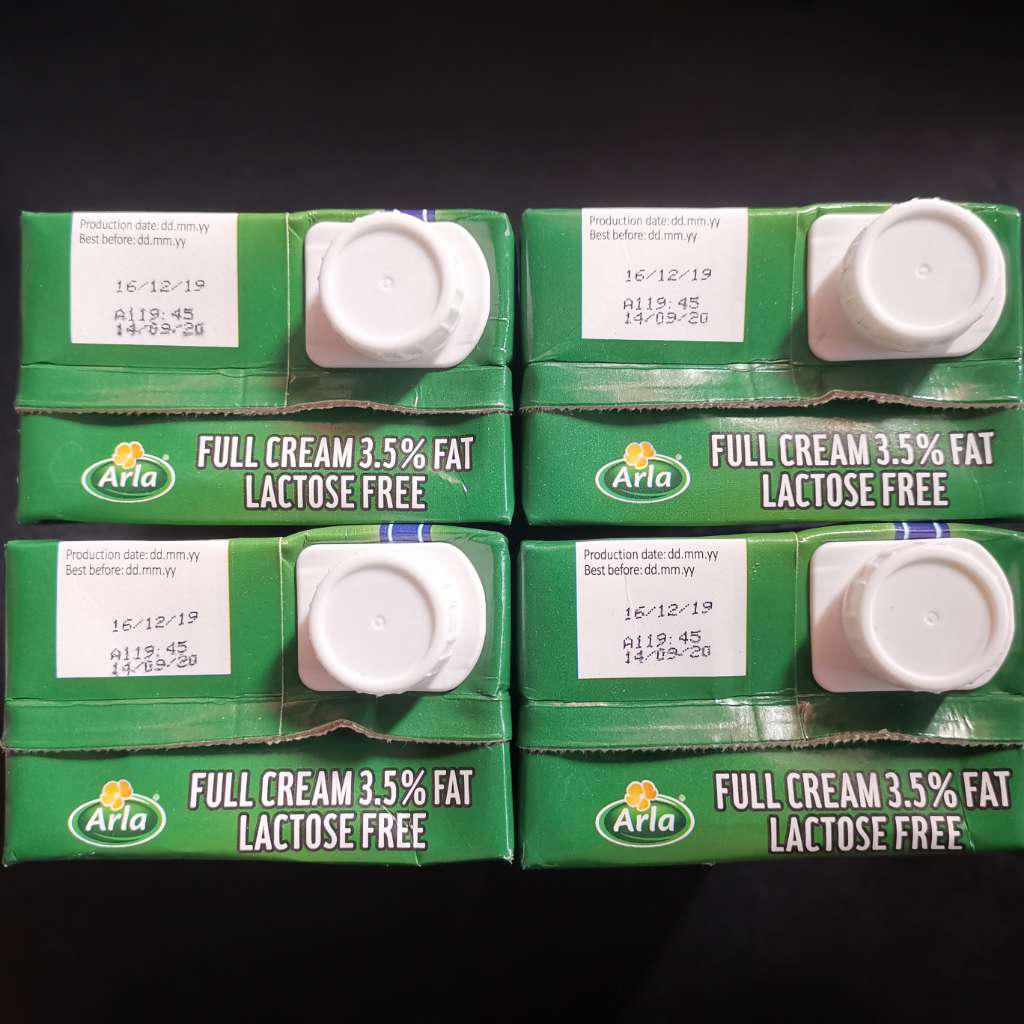 Production date: dd.mm.yy
Best before: dd.mm.yy
16/12/19
A119:45
14/09/20
Arla
FULL CREAM 3.5% FAT
LACTOSE FREE
Production date: dd.mm.yy
Best before: dd.mm.yy
16/12/19
A119:45
14/09/20
Arla
FULL CREAM 3.5% FAT
LACTOSE FREE
Production date: dd.mm.yy
Best before: dd.mm.yy
16/12/19
A119:45
14/09/20
Arla
FULL CREAM 3.5% FAT
LACTOSE FREE
Production date: dd.mm.yy
Best before: dd.mm.yy
16/12/19
A119:45
14/09/20
Arla
FULL CREAM 3.5% FAT
LACTOSE FREE